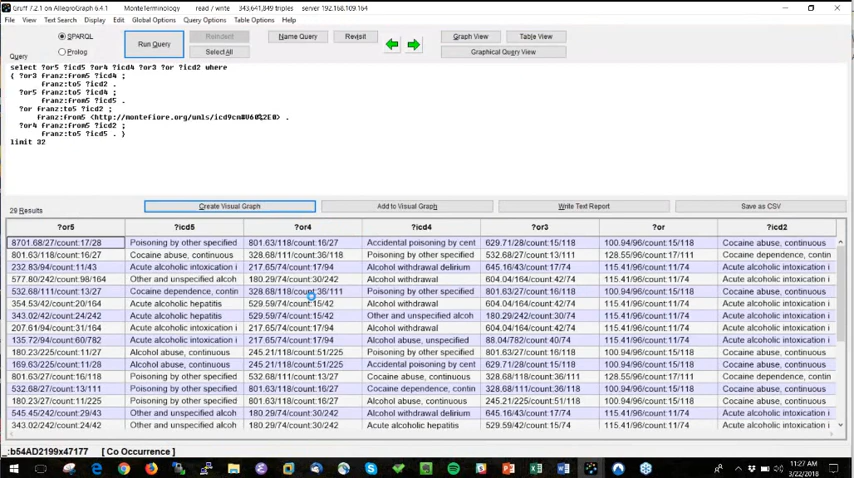 Gruff 7.2.1 on AllegroGraph MonteTerminology read / write 343,641,849 triples server 192.168.109.164
File View Text Search Display Edit Global Options Query Options Table Options Help
SPARQL
Prolog
Run Query
Reindent
Select All
Name Query
Revisit
Graph View
Table View
Graphical Query View
Query
select ?or5 ?icd5 ?or4 ?icd4 ?or3 ?or ?icd2 where
( ?or3 franz:from5 ?icd4 ;
franz:to5 ?icd2 .
?or5 franz:to5 ?icd4 ;
franz:from5 ?icd5 .
?or franz:to5 ?icd2 ;
?or4 franz:from5 ?icd2 ;
franz:to5 ?icd5 . )
limit 32
Create Visual Graph Add to Visual Graph Write Text Report Save as CSV
29 Results
?or5 ?icd5 ?or4 ?icd4 ?or3 ?or ?icd2
8701.68/27/count:17/28 Poisoning by other specified 801.63/118/count:16/27 Accidental poisoning by cent 629.71/28/count:15/118 100.94/96/count:15/118 Cocaine abuse, continuous
801.63/118/count:16/27 Cocaine abuse, continuous 328.68/111/count:13/27 Poisoning by other specified 532.68/27/count:13/111 100.94/96/count:17/111 Cocaine dependence, contin
232.83/94/count:11/43 Acute alcoholic intoxication i 217.65/74/count:17/94 Alcohol withdrawal delirium 645.16/43/count:17/74 115.41/96/count:30/74 Acute alcoholic intoxication i
577.80/242/count:98/164 Other and unspecified alcoh 180.29/74/count:30/242 Alcohol withdrawal 604.04/164/count:42/74 115.41/96/count:30/74 Acute alcoholic intoxication i
532.68/111/count:13/27 Cocaine dependence, contin 328.68/118/count:36/111 Poisoning by other specified 801.63/27/count:16/118 100.94/96/count:15/118 Cocaine abuse, continuous
354.53/42/count:20/164 Acute alcoholic hepatitis 529.59/74/count:15/42 Alcohol withdrawal 604.04/164/count:42/74 115.41/96/count:30/74 Acute alcoholic intoxication i
343.02/42/count:24/242 Acute alcoholic hepatitis 529.59/74/count:15/42 Other and unspecified alcoh 180.29/242/count:30/74 115.41/96/count:30/74 Acute alcoholic intoxication i
207.61/94/count:31/164 Acute alcoholic intoxication i 217.65/74/count:17/94 Alcohol withdrawal 604.04/164/count:42/74 115.41/96/count:30/74 Acute alcoholic intoxication i
135.72/94/count:60/782 Acute alcoholic intoxication i 217.65/74/count:17/94 Alcohol abuse, unspecified 88.04/782/count:40/74 115.41/96/count:30/74 Acute alcoholic intoxication i
180.23/225/count:11/27 Alcohol abuse, continuous 245.21/118/count:51/225 Poisoning by other specified 801.63/27/count:16/118 100.94/96/count:15/118 Cocaine abuse, continuous
169.63/225/count:11/28 Alcohol abuse, continuous 245.21/118/count:51/225 Accidental poisoning by cent 629.71/28/count:15/118 100.94/96/count:15/118 Cocaine abuse, continuous
801.63/27/count:16/118 Poisoning by other specified 532.68/111/count:13/27 Cocaine abuse, continuous 328.68/118/count:36/111 128.55/96/count:17/111 Cocaine dependence, contin
532.68/27/count:13/111 Poisoning by other specified 801.63/118/count:16/27 Cocaine dependence, contin 328.68/111/count:36/118 100.94/96/count:15/118 Cocaine abuse, continuous
180.23/27/count:11/225 Poisoning by other specified 801.63/118/count:16/27 Alcohol abuse, continuous 245.21/225/count:51/118 100.94/96/count:15/118 Cocaine abuse, continuous
545.45/242/count:29/43 Other and unspecified alcoh 180.29/74/count:30/242 Alcohol withdrawal delirium 645.16/43/count:17/74 115.41/96/count:30/74 Acute alcoholic intoxication i
343.02/242/count:24/42 Other and unspecified alcoh 180.29/74/count:30/242 Acute alcoholic hepatitis 529.59/42/count:15/74 115.41/96/count:30/74 Acute alcoholic intoxication i
_:b54AD2199x47177 [ Co Occurrence ]
11:27 AM
3/22/2018